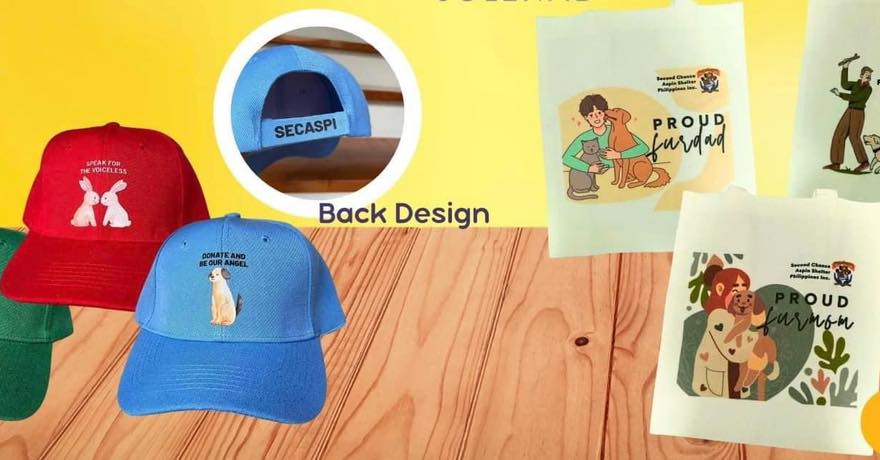 SECASPI
Back Design
SPEAK FOR
THE VOICELESS
DONATE AND
BE OUR ANGEL
Second Chance
Aspin Shelter
Philippines Inc.
PROUD
furdad
Second Chance
Aspin Shelter
Philippines Inc.
PROUD
furmom